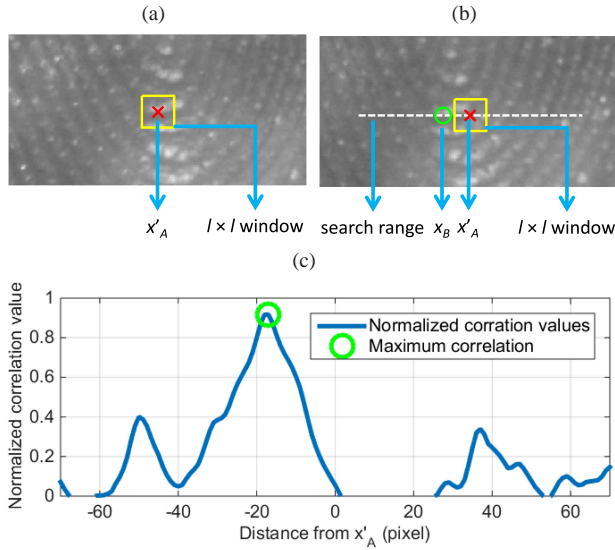 (a)
(b)
x'A
l × l window
search range
xB
x'A
l × l window
(c)
Normalized correlation value
1
0.8
0.6
0.4
0.2
0
Normalized corration values
Maximum correlation
-60
-40
-20
0
20
40
60
Distance from x'A (pixel)